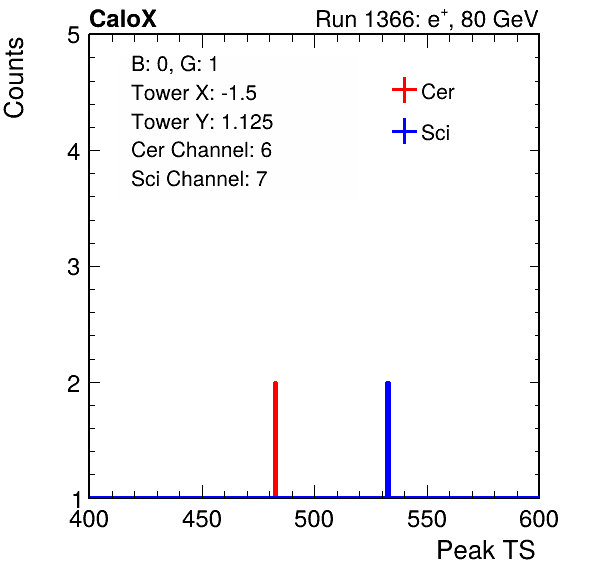 CaloX Run 1366: e⁺, 80 GeV
Counts
B: 0, G: 1
Tower X: -1.5
Tower Y: 1.125
Cer Channel: 6
Sci Channel: 7
Cer
Sci
5
4
3
2
1
400 450 500 550 600
Peak TS